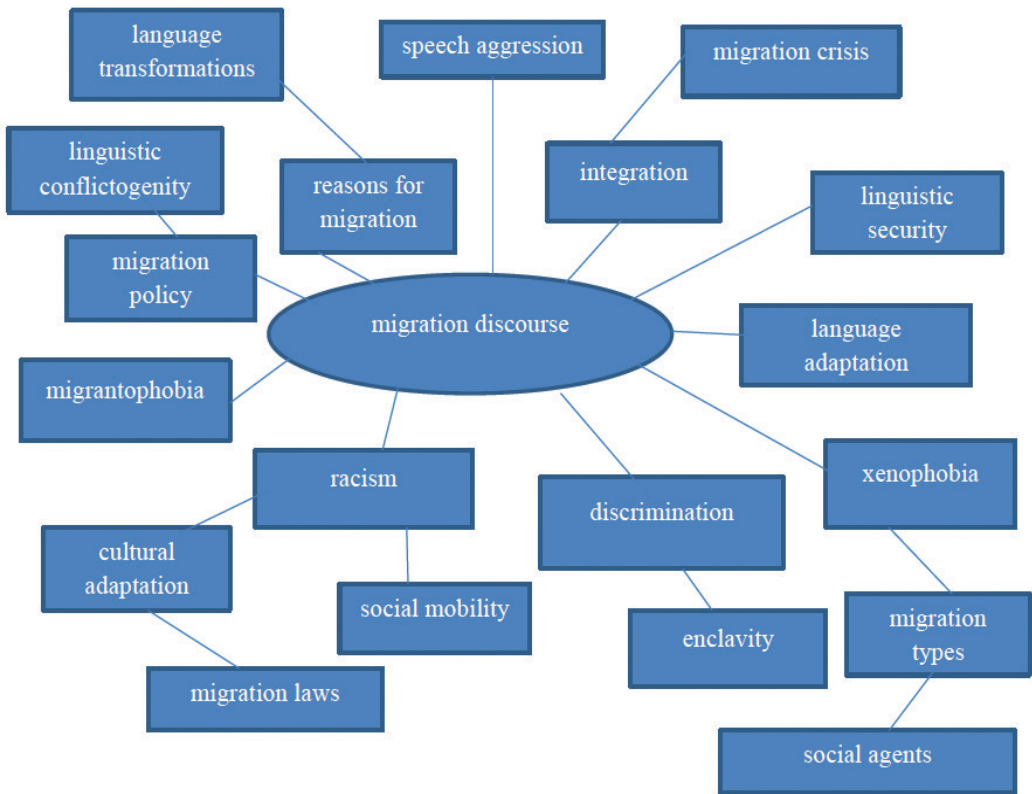 language
transformations
speech aggression
migration crisis
linguistic
conflictogenity
reasons for
migration
integration
linguistic
security
migration
policy
migration discourse
language
adaptation
migrantophobia
racism
xenophobia
discrimination
cultural
adaptation
social mobility
enclavity
migration
types
migration laws
social agents